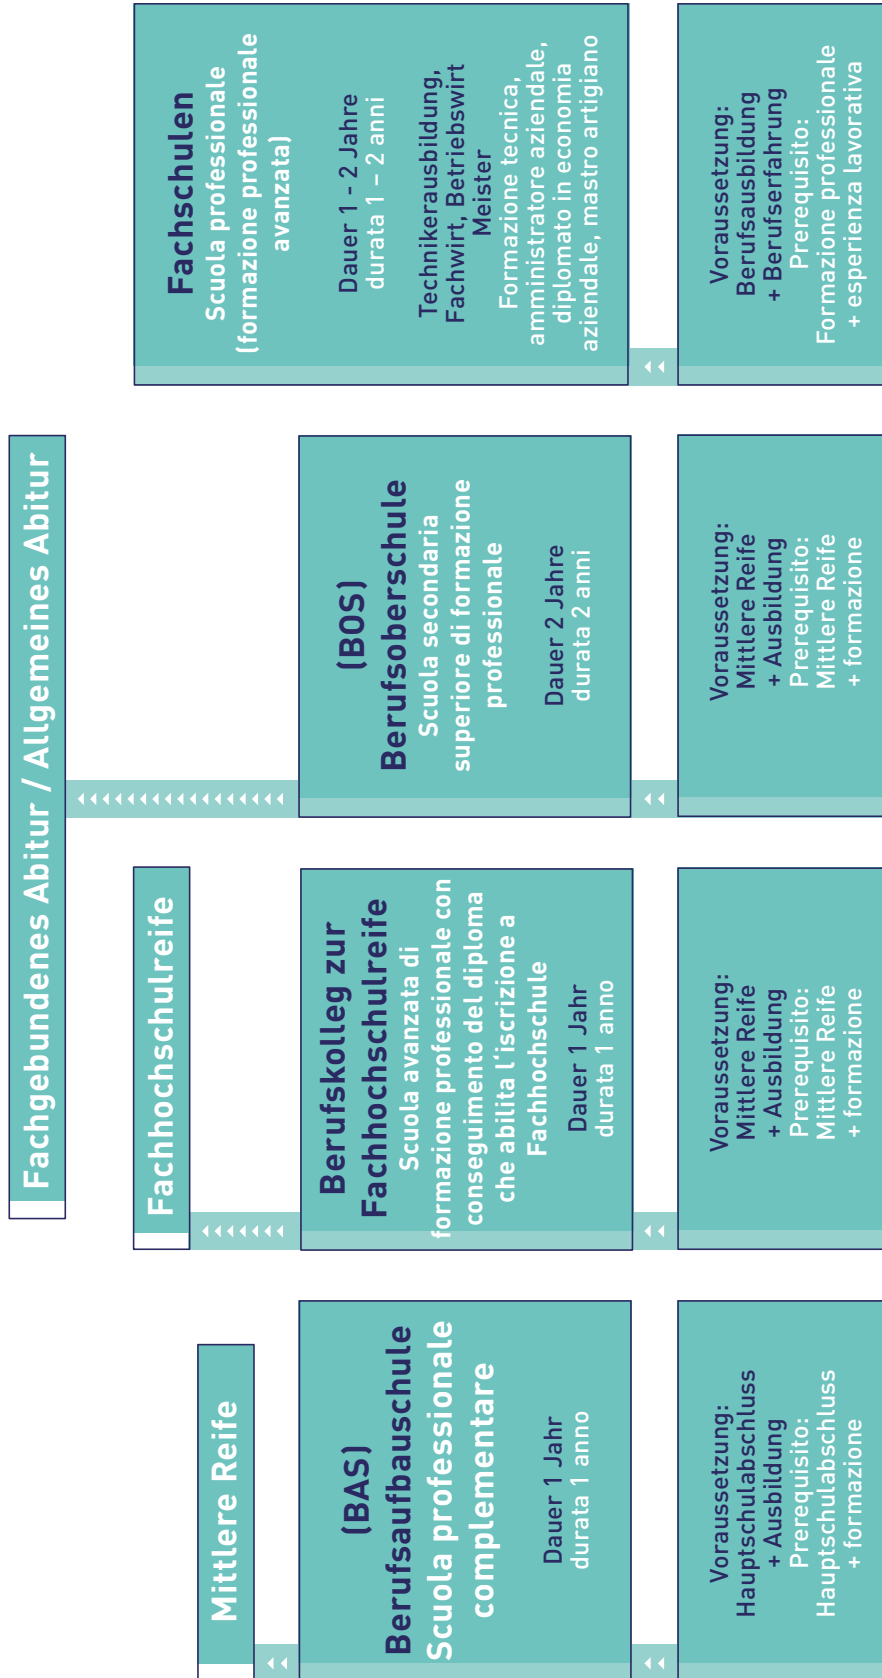 Fachgebundenes Abitur / Allgemeines Abitur
Mittlere Reife
(BAS)
Berufsaufbauschule
Scuola professionale
complementare
Dauer 1 Jahr
durata 1 anno
Voraussetzung:
Hauptschulabschluss
+ Ausbildung
Prerequisito:
Hauptschulabschluss
+ formazione
Fachhochschulreife
Berufskolleg zur
Fachhochschulreife
Scuola avanzata di
formazione professionale con
conseguimento del diploma
che abilita l'iscrizione a
Fachhochschule
Dauer 1 Jahr
durata 1 anno
Voraussetzung:
Mittlere Reife
+ Ausbildung
Prerequisito:
Mittlere Reife
+ formazione
(BOS)
Berufsoberschule
Scuola secondaria
superiore di formazione
professionale
Dauer 2 Jahre
durata 2 anni
Voraussetzung:
Mittlere Reife
+ Ausbildung
Prerequisito:
Mittlere Reife
+ formazione
Fachschulen
Scuola professionale
(formazione professionale
avanzata)
Dauer 1 - 2 Jahre
durata 1 – 2 anni
Technikerausbildung,
Fachwirt, Betriebswirt
Meister
Formazione tecnica,
amministratore aziendale,
diplomato in economia
aziendale, mastro artigiano
Voraussetzung:
Berufsausbildung
+ Berufserfahrung
Prerequisito:
Formazione professionale
+ esperienza lavorativa